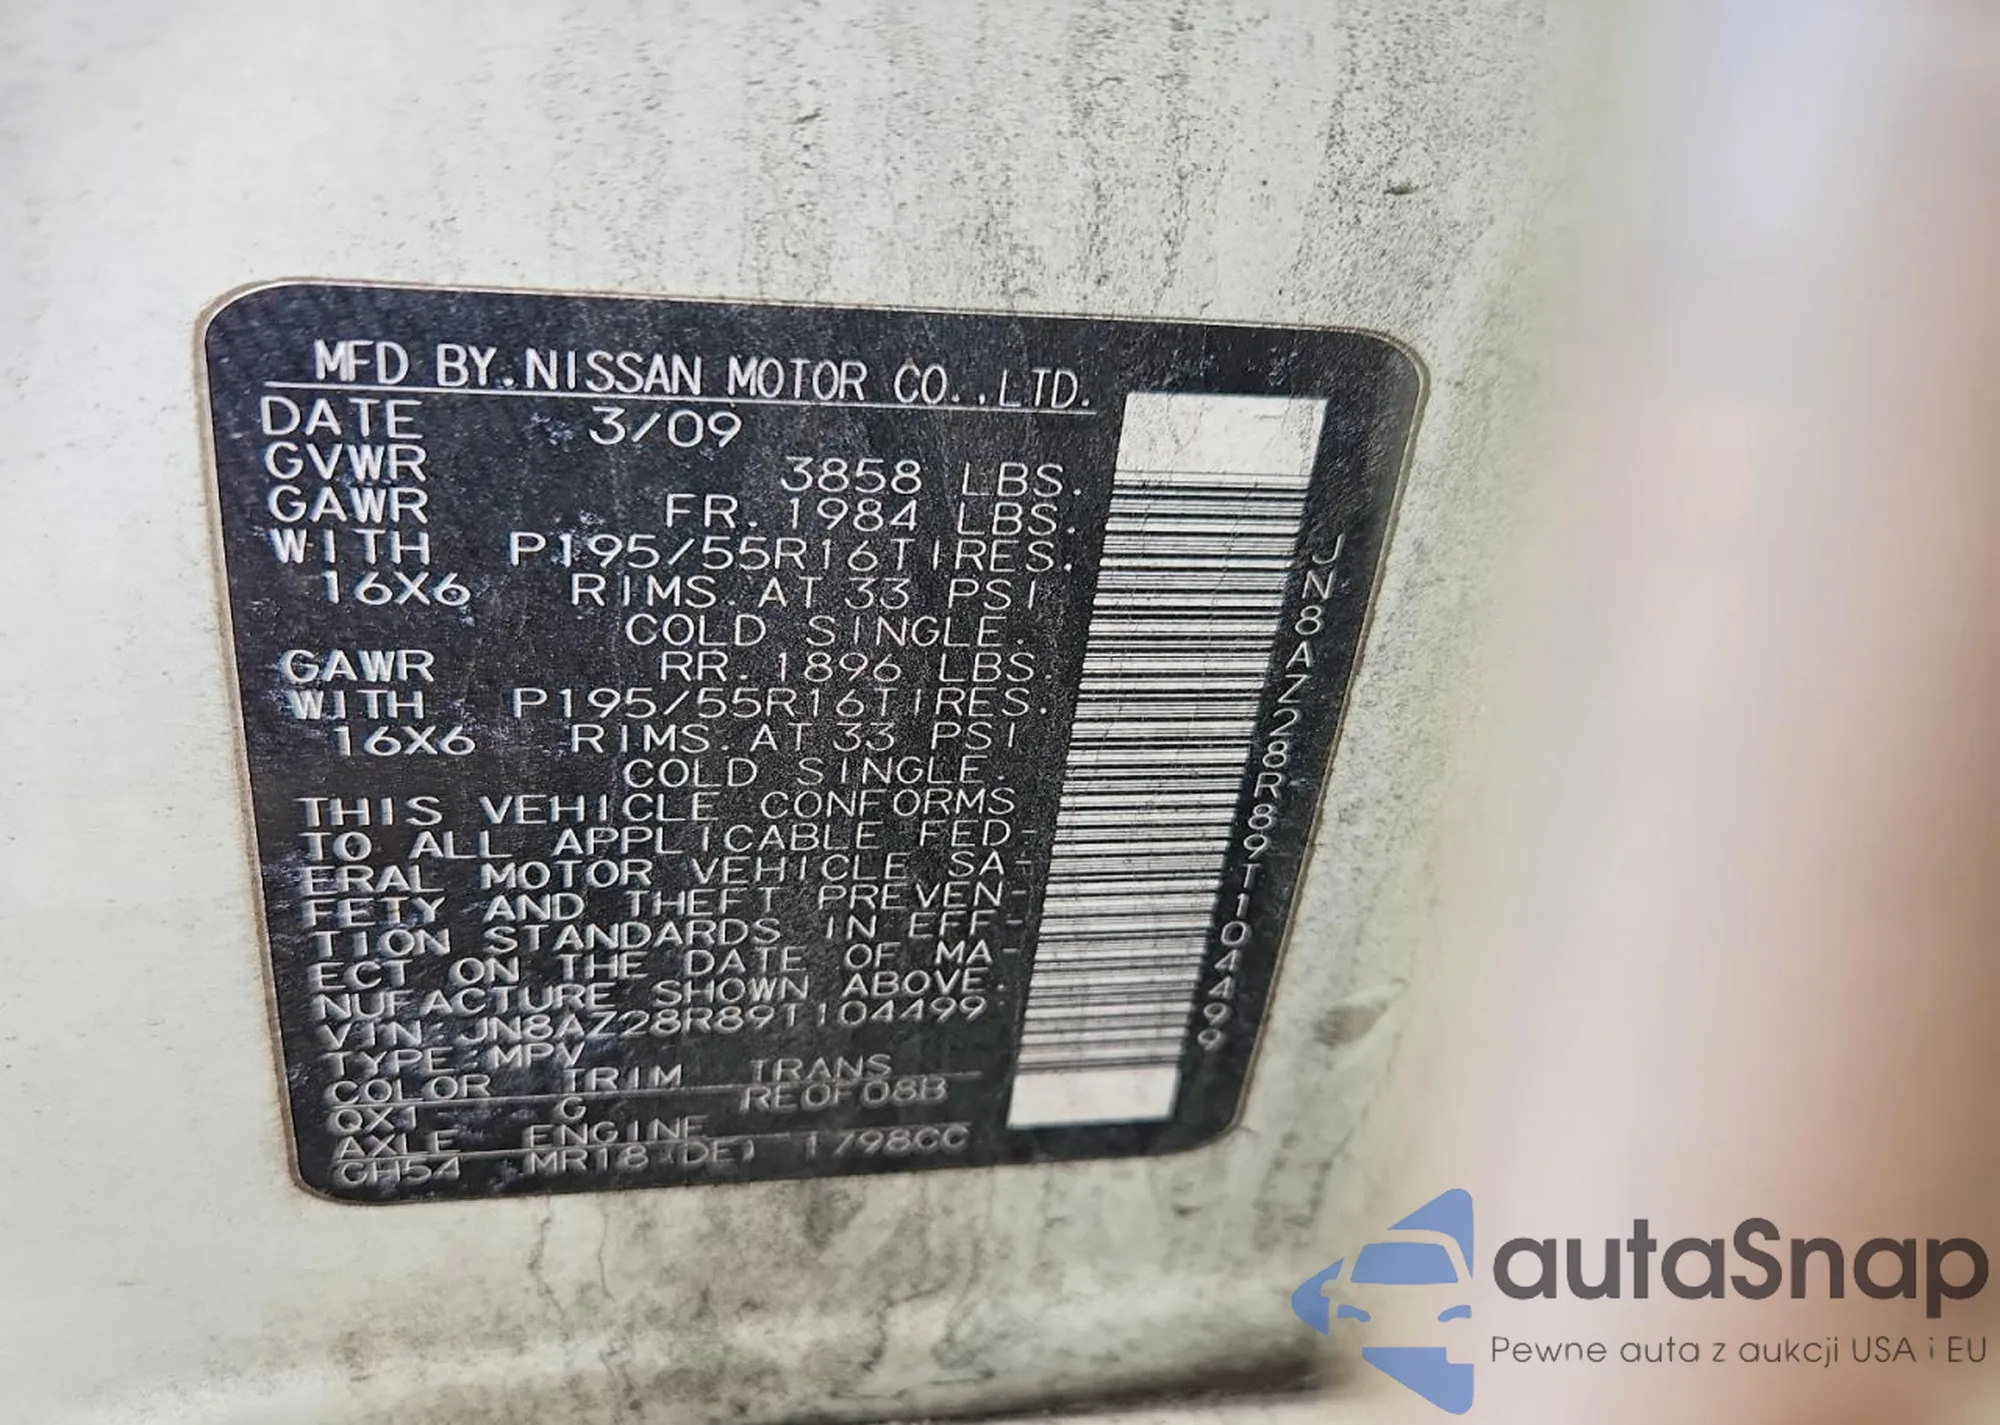 MFD BY.NISSAN MOTOR CO.,LTD.
DATE 3/09
GVWR 3858 LBS.
GAWR FR. 1984 LBS.
WITH P195/55R16TIRES.
16X6 RIMS. AT 33 PSI
COLD SINGLE.
GAWR RR. 1896 LBS.
WITH P195/55R16TIRES.
16X6 RIMS. AT 33 PSI
COLD SINGLE.
THIS VEHICLE CONFORMS
TO ALL APPLICABLE FED-
ERAL MOTOR VEHICLE SA-
FETY AND THEFT PREVEN-
TION STANDARDS IN EFF-
ECT ON THE DATE OF MA-
NUFACTURE SHOWN ABOVE.
VIN: JN8AZ28R89T104499
TYPE:MPV
COLOR TRIM TRANS
QX1 G RE0F08B
AXLE ENGINE
GH54 MR18(DE) 1798CC
JN8AZ28R89T104499
autaSnap
Pewne auta z aukcji USA i EU